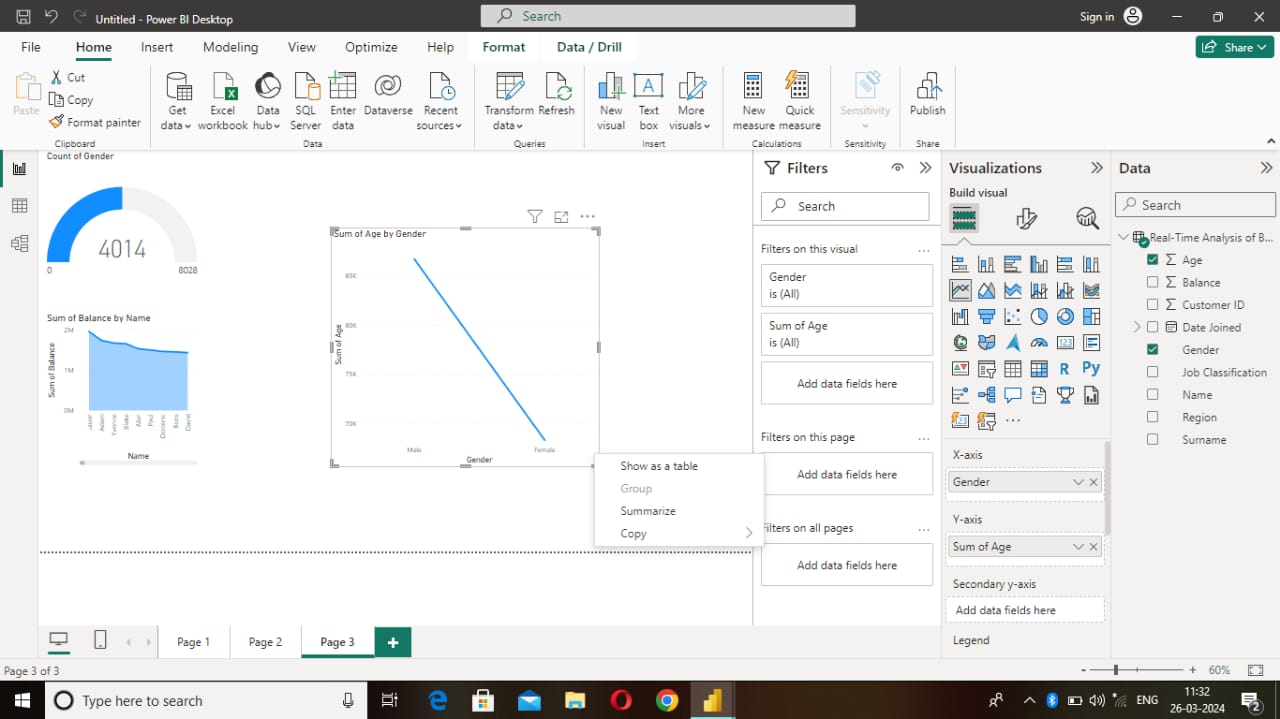 Untitled - Power BI Desktop
Search
Sign in
File Home Insert Modeling View Optimize Help Format Data / Drill
Share
Paste
Cut
Copy
Format painter
Clipboard
Get data
Excel workbook
Data hub
SQL Server
Enter data
Dataverse
Recent sources
Data
Transform data
Refresh
Queries
New visual
Text box
More visuals
Insert
New measure
Quick measure
Calculations
Sensitivity
Sensitivity
Publish
Share
Count of Gender
4014
0
8028
Sum of Balance by Name
2M
1M
0M
Sum of Balance
Adam
Yvonne
Blake
Paul
Dominic
Boris
David
Name
Sum of Age by Gender
85K
80K
75K
70K
Sum of Age
Male
Female
Gender
Show as a table
Group
Summarize
Copy
Filters
Search
Filters on this visual
Gender
is (All)
Sum of Age
is (All)
Add data fields here
Filters on this page
Add data fields here
Filters on all pages
Add data fields here
Visualizations
Build visual
123
R
Py
X-axis
Gender
Y-axis
Sum of Age
Secondary y-axis
Add data fields here
Legend
Data
Search
Real-Time Analysis of B...
Age
Balance
Customer ID
Date Joined
Gender
Job Classification
Name
Region
Surname
Page 1
Page 2
Page 3
Page 3 of 3
60%
Type here to search
ENG
11:32
26-03-2024
2